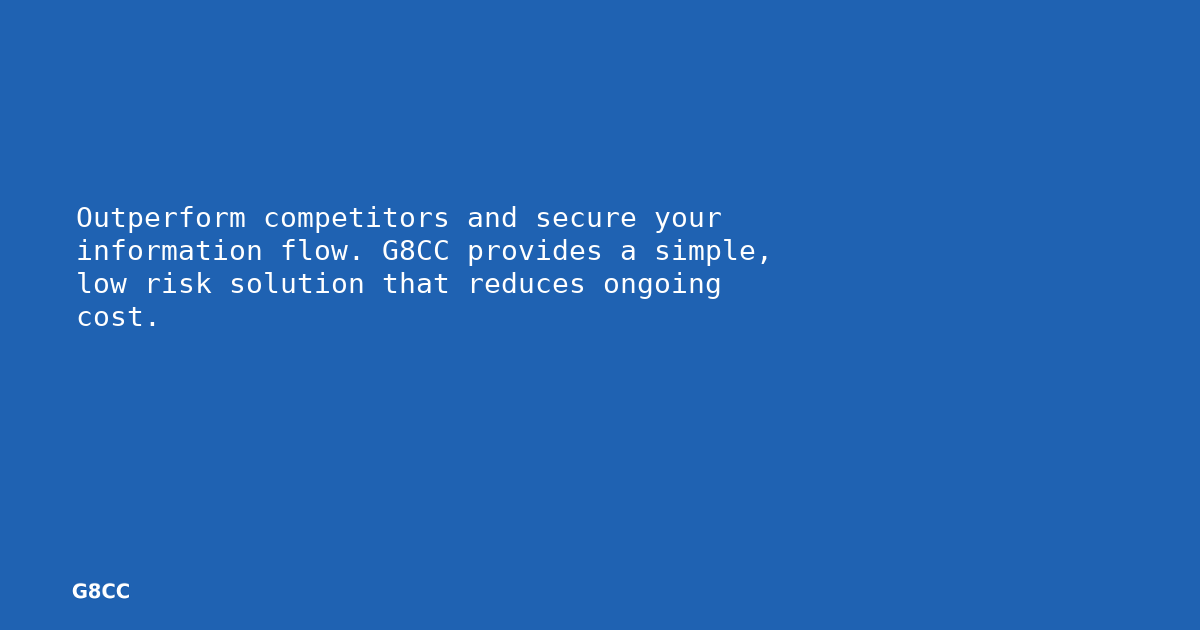 Outperform competitors and secure your
information flow. G8CC provides a simple,
low risk solution that reduces ongoing
cost.
G8CC